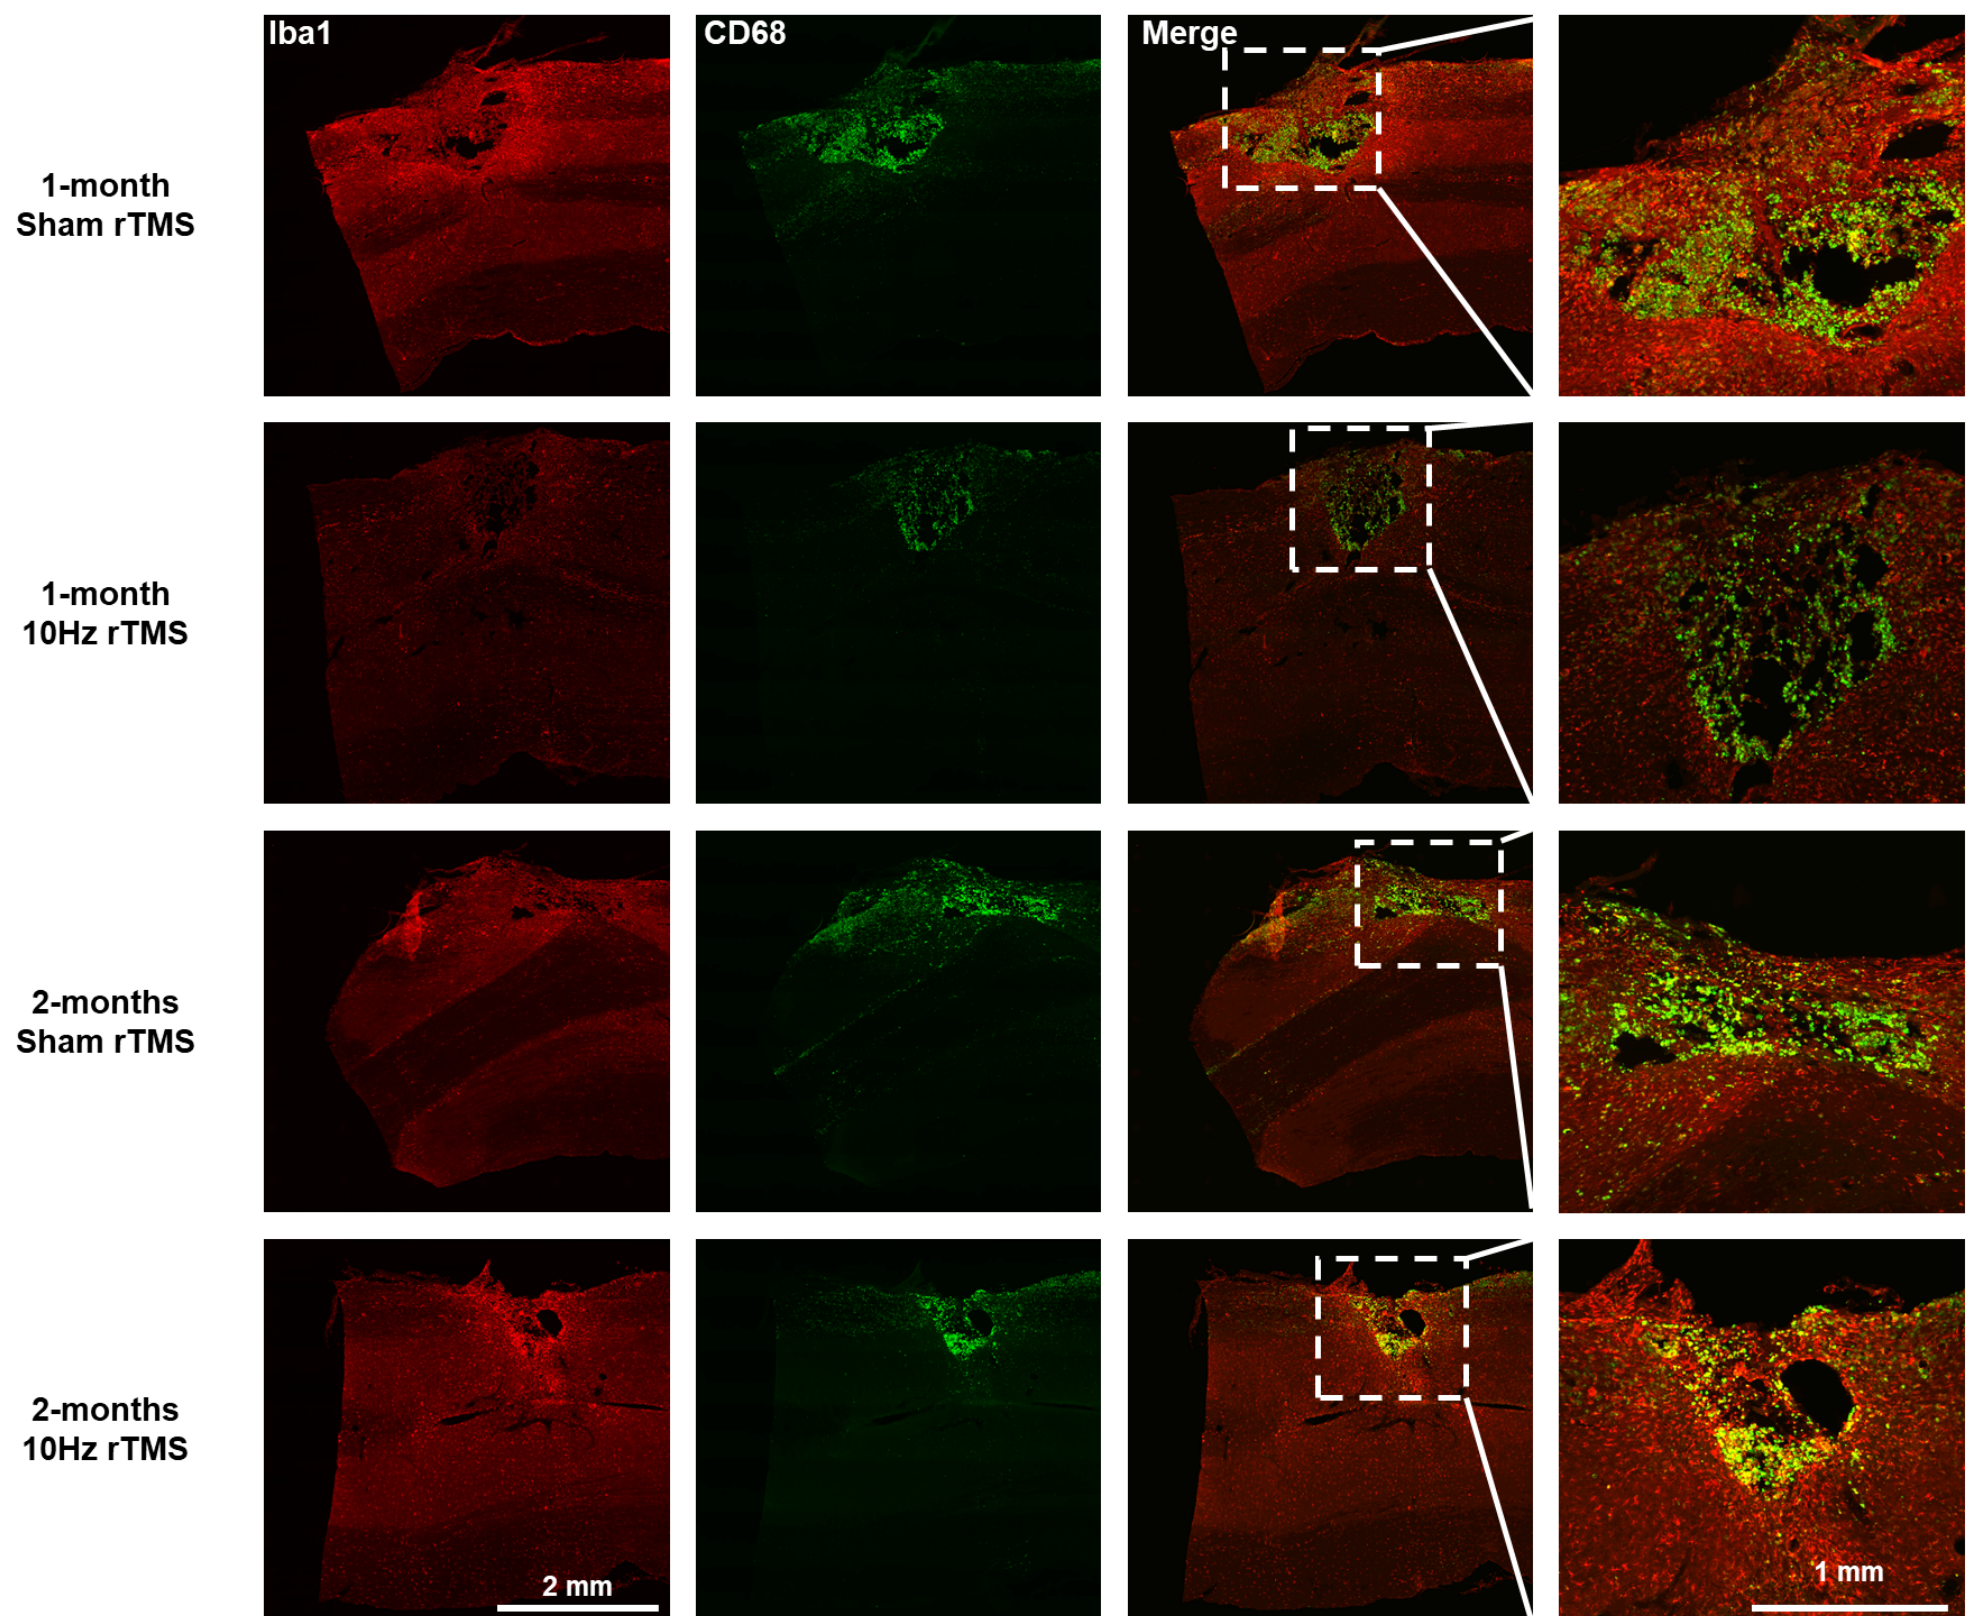 Iba1
CD68
Merge
1-month
Sham rTMS
1-month
10Hz rTMS
2-months
Sham rTMS
2-months
10Hz rTMS
2 mm
1 mm